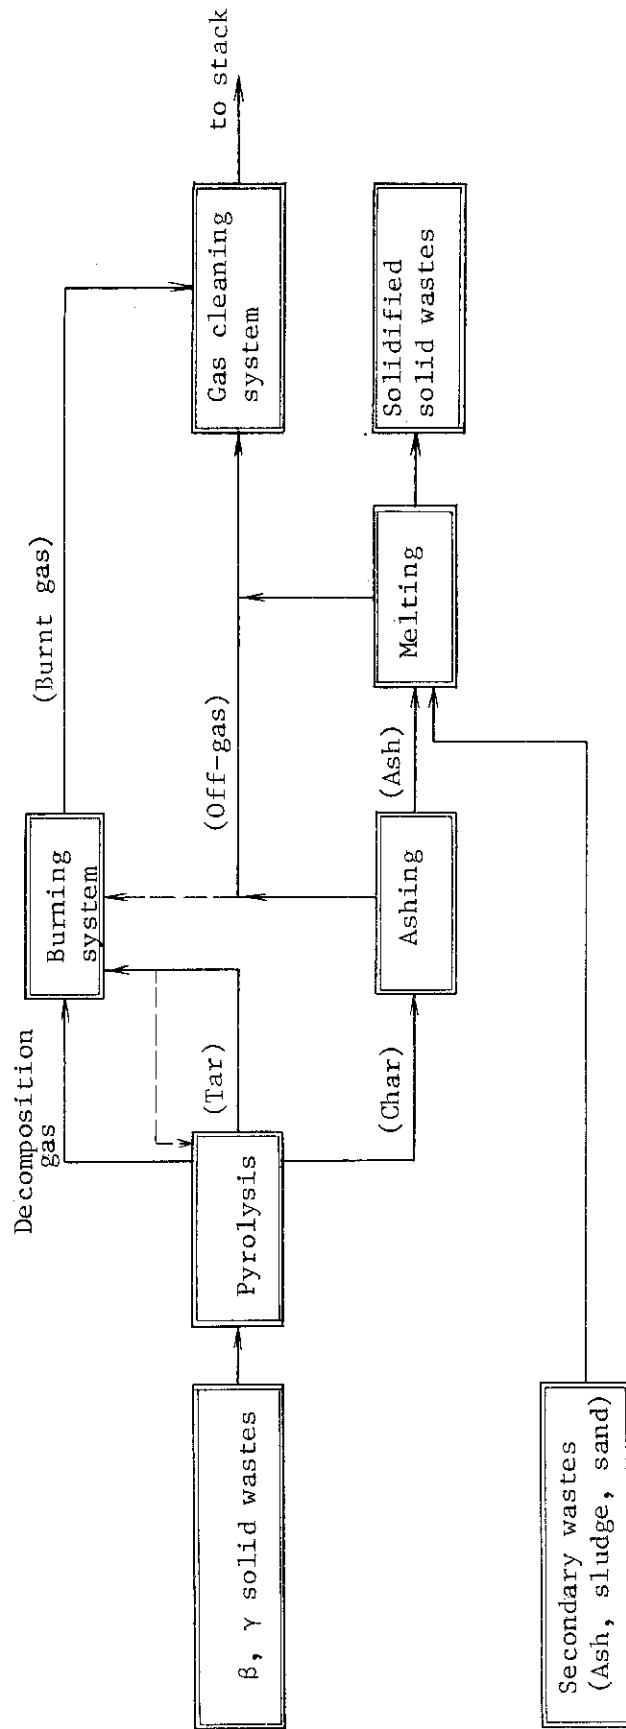 β, γ solid wastes
Pyrolysis
Decomposition
gas
(Tar)
(Char)
Burning
system
Ashing
(Burnt gas)
(Off-gas)
(Ash)
Melting
Gas cleaning
system
to stack
Solidified
solid wastes
Secondary wastes
(Ash, sludge, sand)